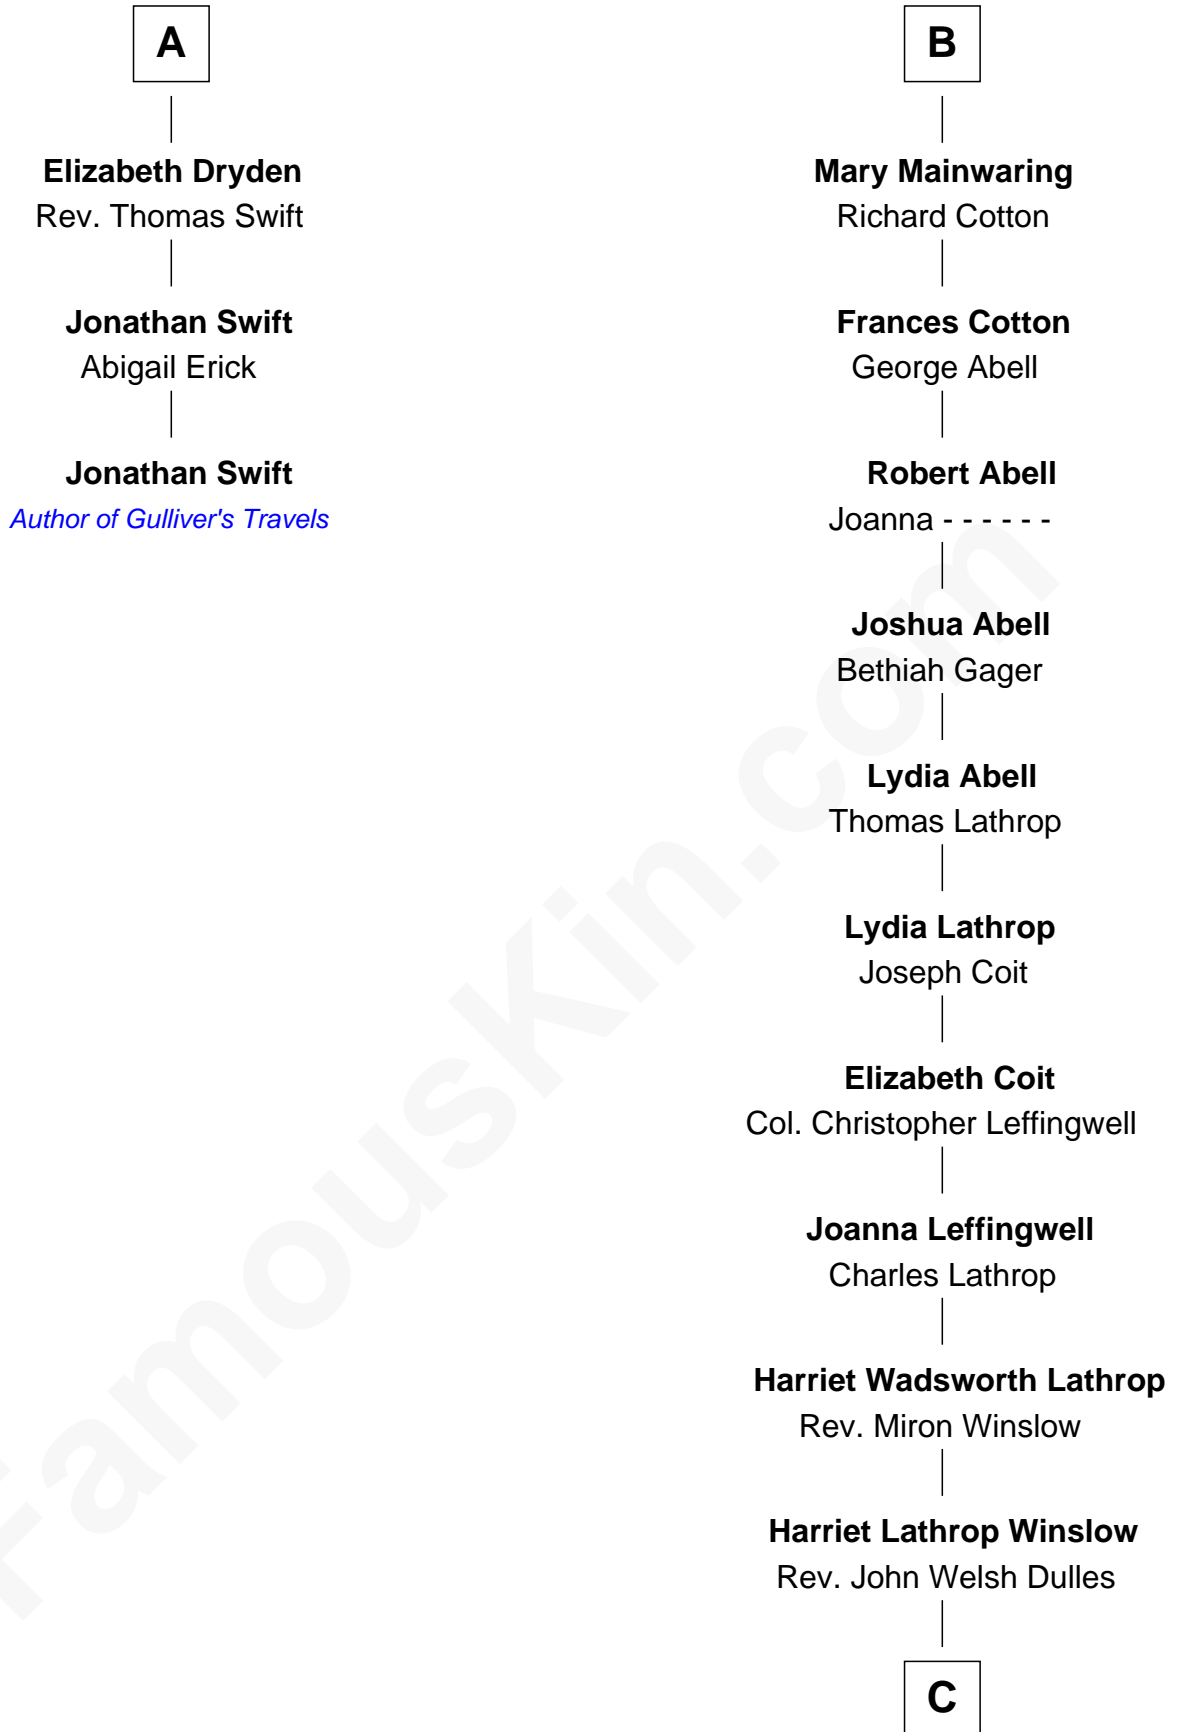 A
Elizabeth Dryden
Rev. Thomas Swift
Jonathan Swift
Abigail Erick
Jonathan Swift
Author of Gulliver's Travels
B
Mary Mainwaring
Richard Cotton
Frances Cotton
George Abell
Robert Abell
Joanna - - - - - -
Joshua Abell
Bethiah Gager
Lydia Abell
Thomas Lathrop
Lydia Lathrop
Joseph Coit
Elizabeth Coit
Col. Christopher Leffingwell
Joanna Leffingwell
Charles Lathrop
Harriet Wadsworth Lathrop
Rev. Miron Winslow
Harriet Lathrop Winslow
Rev. John Welsh Dulles
C
FamousKin.com